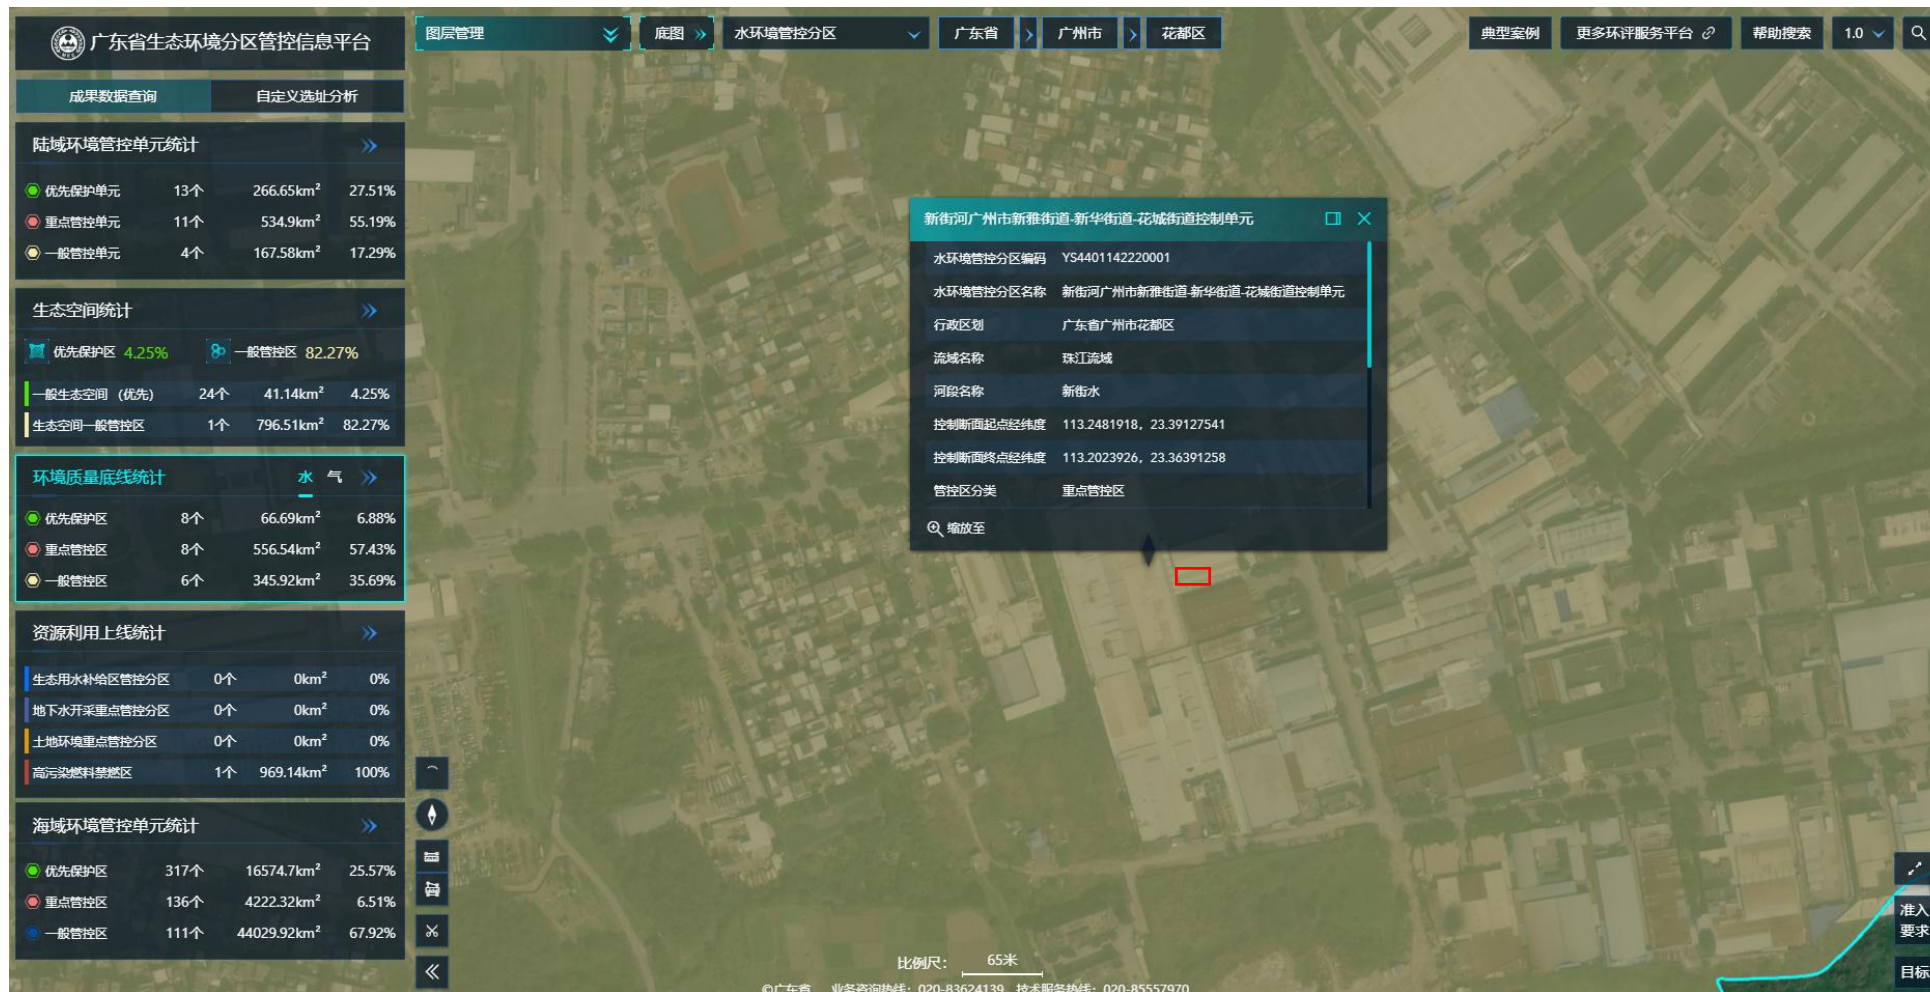 广东省生态环境分区管控信息平台
图层管理
底图
水环境管控分区
广东省
广州市
花都区
典型案例
更多环评服务平台
帮助搜索
1.0
成果数据查询
自定义选址分析
陆域环境管控单元统计
优先保护单元 13个 266.65km² 27.51%
重点管控单元 11个 534.9km² 55.19%
一般管控单元 4个 167.58km² 17.29%
生态空间统计
优先保护区 4.25% 一般管控区 82.27%
一般生态空间（优先） 24个 41.14km² 4.25%
生态空间一般管控区 1个 796.51km² 82.27%
环境质量底线统计 水 气
优先保护区 8个 66.69km² 6.88%
重点管控区 8个 556.54km² 57.43%
一般管控区 6个 345.92km² 35.69%
资源利用上线统计
生态用水补给区管控分区 0个 0km² 0%
地下水开采重点管控分区 0个 0km² 0%
土地环境重点管控分区 0个 0km² 0%
高污染燃料禁燃区 1个 969.14km² 100%
海域环境管控单元统计
优先保护区 317个 16574.7km² 25.57%
重点管控区 136个 4222.32km² 6.51%
一般管控区 111个 44029.92km² 67.92%
新街河广州市新雅街道-新华街道-花城街道控制单元
水环境管控分区编码 YS4401142220001
水环境管控分区名称 新街河广州市新雅街道-新华街道-花城街道控制单元
行政区划 广东省广州市花都区
流域名称 珠江流域
河段名称 新街水
控制断面起点经纬度 113.2481918，23.39127541
控制断面终点经纬度 113.2023926，23.36391258
管控区分类 重点管控区
缩放至
准入
要求
目标
比例尺： 65米
©广东省 业务咨询热线：020-83624139 技术服务热线：020-85557970